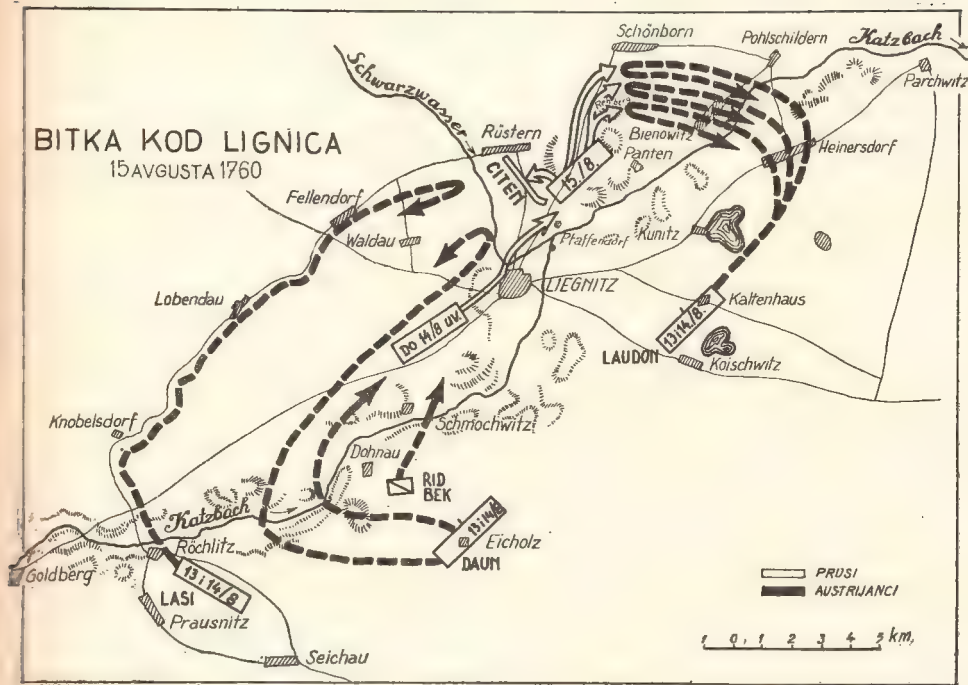 BITKA KOD LIGNICA
15 AVGUSTA 1760
Schönborn
Pohlschildern
Katzbach
Parchwitz
Schwarzwasser
Rüstern
CITEN
15./8.
Bienowitz
Panten
Heinersdorf
Fellendorf
Waldau
Pfaffendorf
Kunitz
LIEGNITZ
Lobendau
DO 14/8 UV.
Kaltenhaus
13 i 14./8.
LAUDON
Koischwitz
Knobelsdorf
Schmochwitz
Dohnau
RID
BEK
Katzbach
13 i 14/8
Eicholz
DAUN
Röchlitz
Goldberg
13 i 14/8
LASI
Prausnitz
Seichau
PRUSI
AUSTRIJANCI
1 0, 1 2 3 4 5 km,